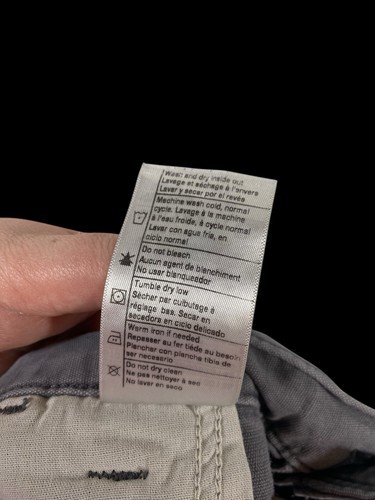 Wash and dry inside out
Lavage et séchage à l'envers
Lavar y secar por el revés
Machine wash cold, normal
cycle. Lavage à la machine
à l'eau froide, à cycle normal
Lavar con agua fría, en
ciclo normal
Do not bleach
Aucun agent de blanchiment
No usar blanqueador
Tumble dry low
Sécher par culbutage à
réglage bas. Secar en
secadora en ciclo delicado
Warm iron if needed
Repasser au fer tiède au besoin
Planchar con plancha tibia de
ser necesario
Do not dry clean
Ne pas nettoyer à sec
No lavar en seco